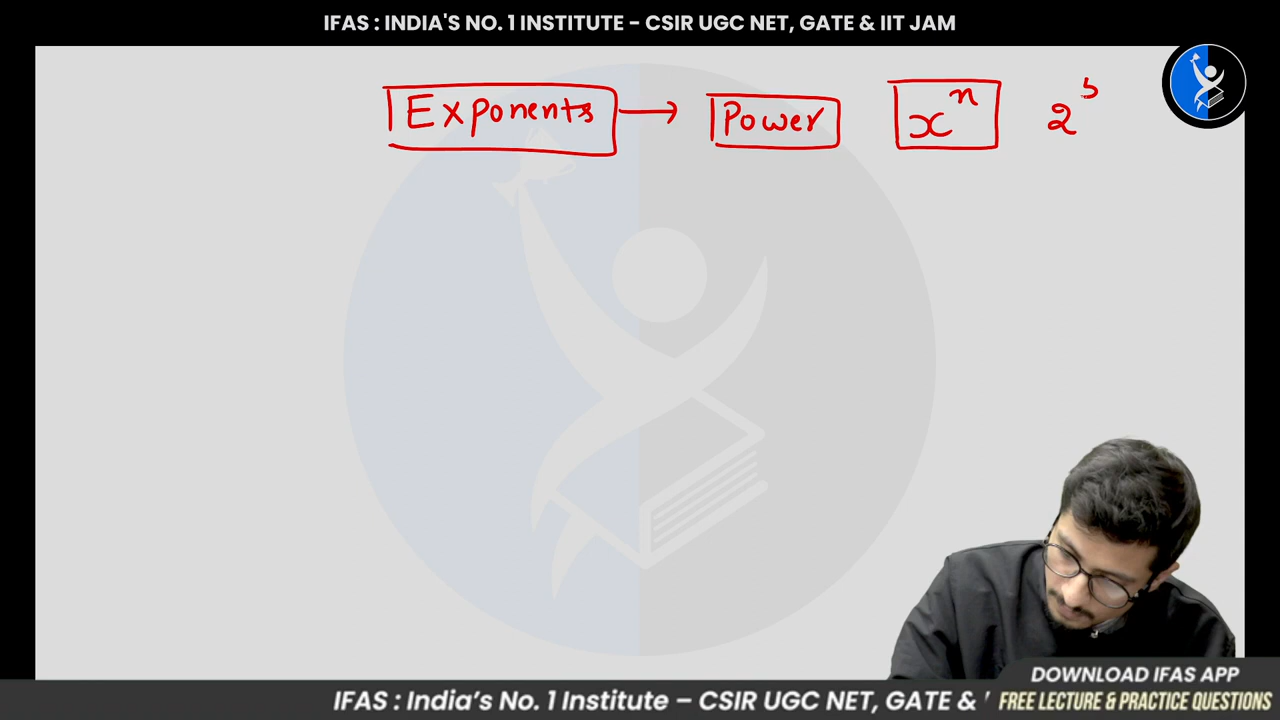 IFAS : INDIA'S NO. 1 INSTITUTE – CSIR UGC NET, GATE & IIT JAM
Exponents → Power xⁿ 2
DOWNLOAD IFAS APP
IFAS : India's No. 1 Institute – CSIR UGC NET, GATE & FREE LECTURE & PRACTICE QUESTIONS